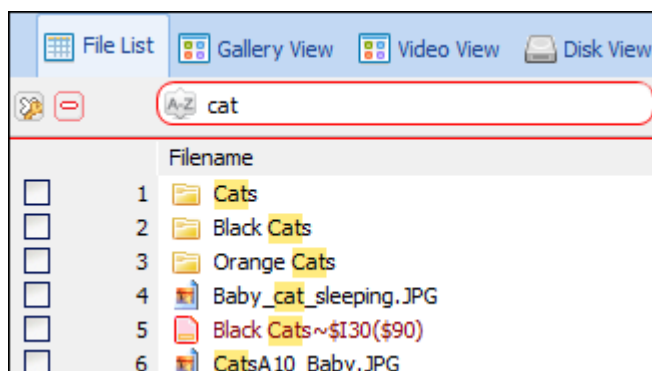 File List Gallery View Video View Disk View
A-Z cat
Filename
1 Cats
2 Black Cats
3 Orange Cats
4 Baby_cat_sleeping.JPG
5 Black Cats~$I30($90)
6 CatsA10_Baby.JPG